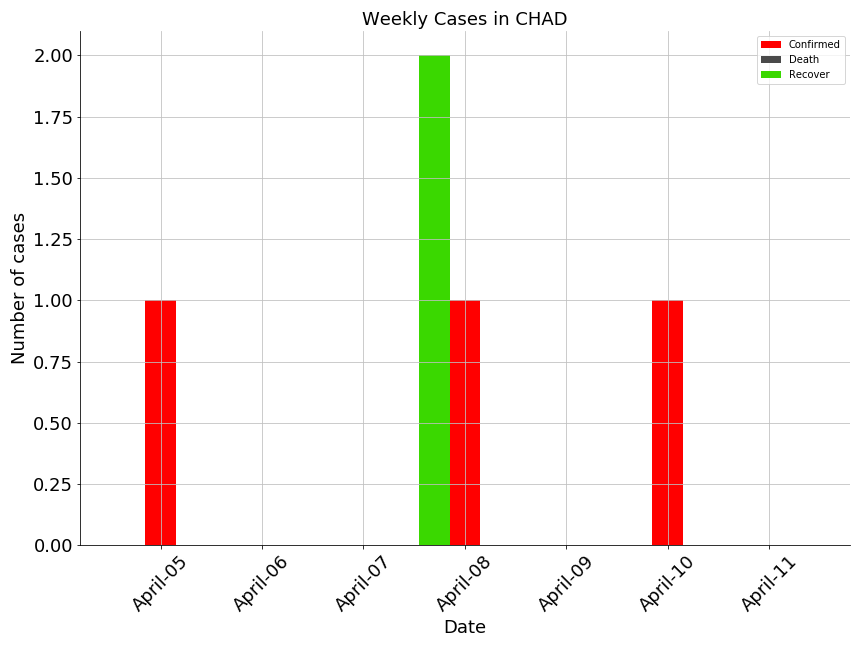 Weekly Cases in CHAD
Confirmed
Death
Recover
Number of cases
2.00
1.75
1.50
1.25
1.00
0.75
0.50
0.25
0.00
April-05
April-06
April-07
April-08
April-09
April-10
April-11
Date